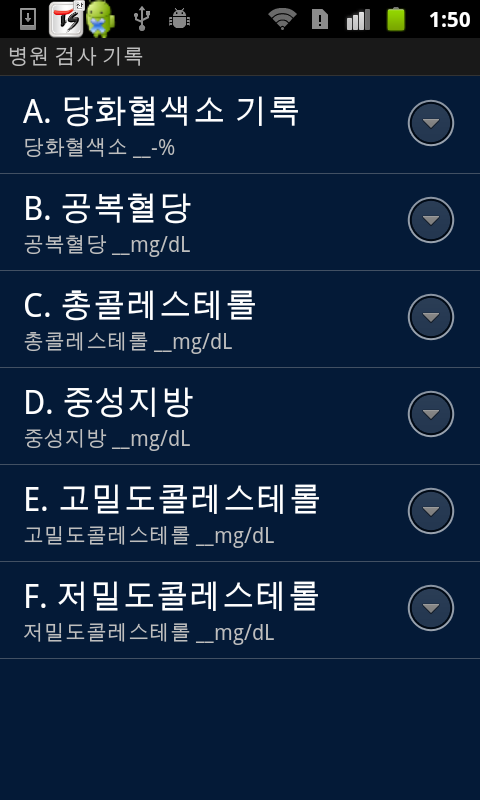 1:50
병원 검사 기록
A. 당화혈색소 기록
당화혈색소 __-%
B. 공복혈당
공복혈당 __mg/dL
C. 총콜레스테롤
총콜레스테롤 __mg/dL
D. 중성지방
중성지방 __mg/dL
E. 고밀도콜레스테롤
고밀도콜레스테롤 __mg/dL
F. 저밀도콜레스테롤
저밀도콜레스테롤 __mg/dL